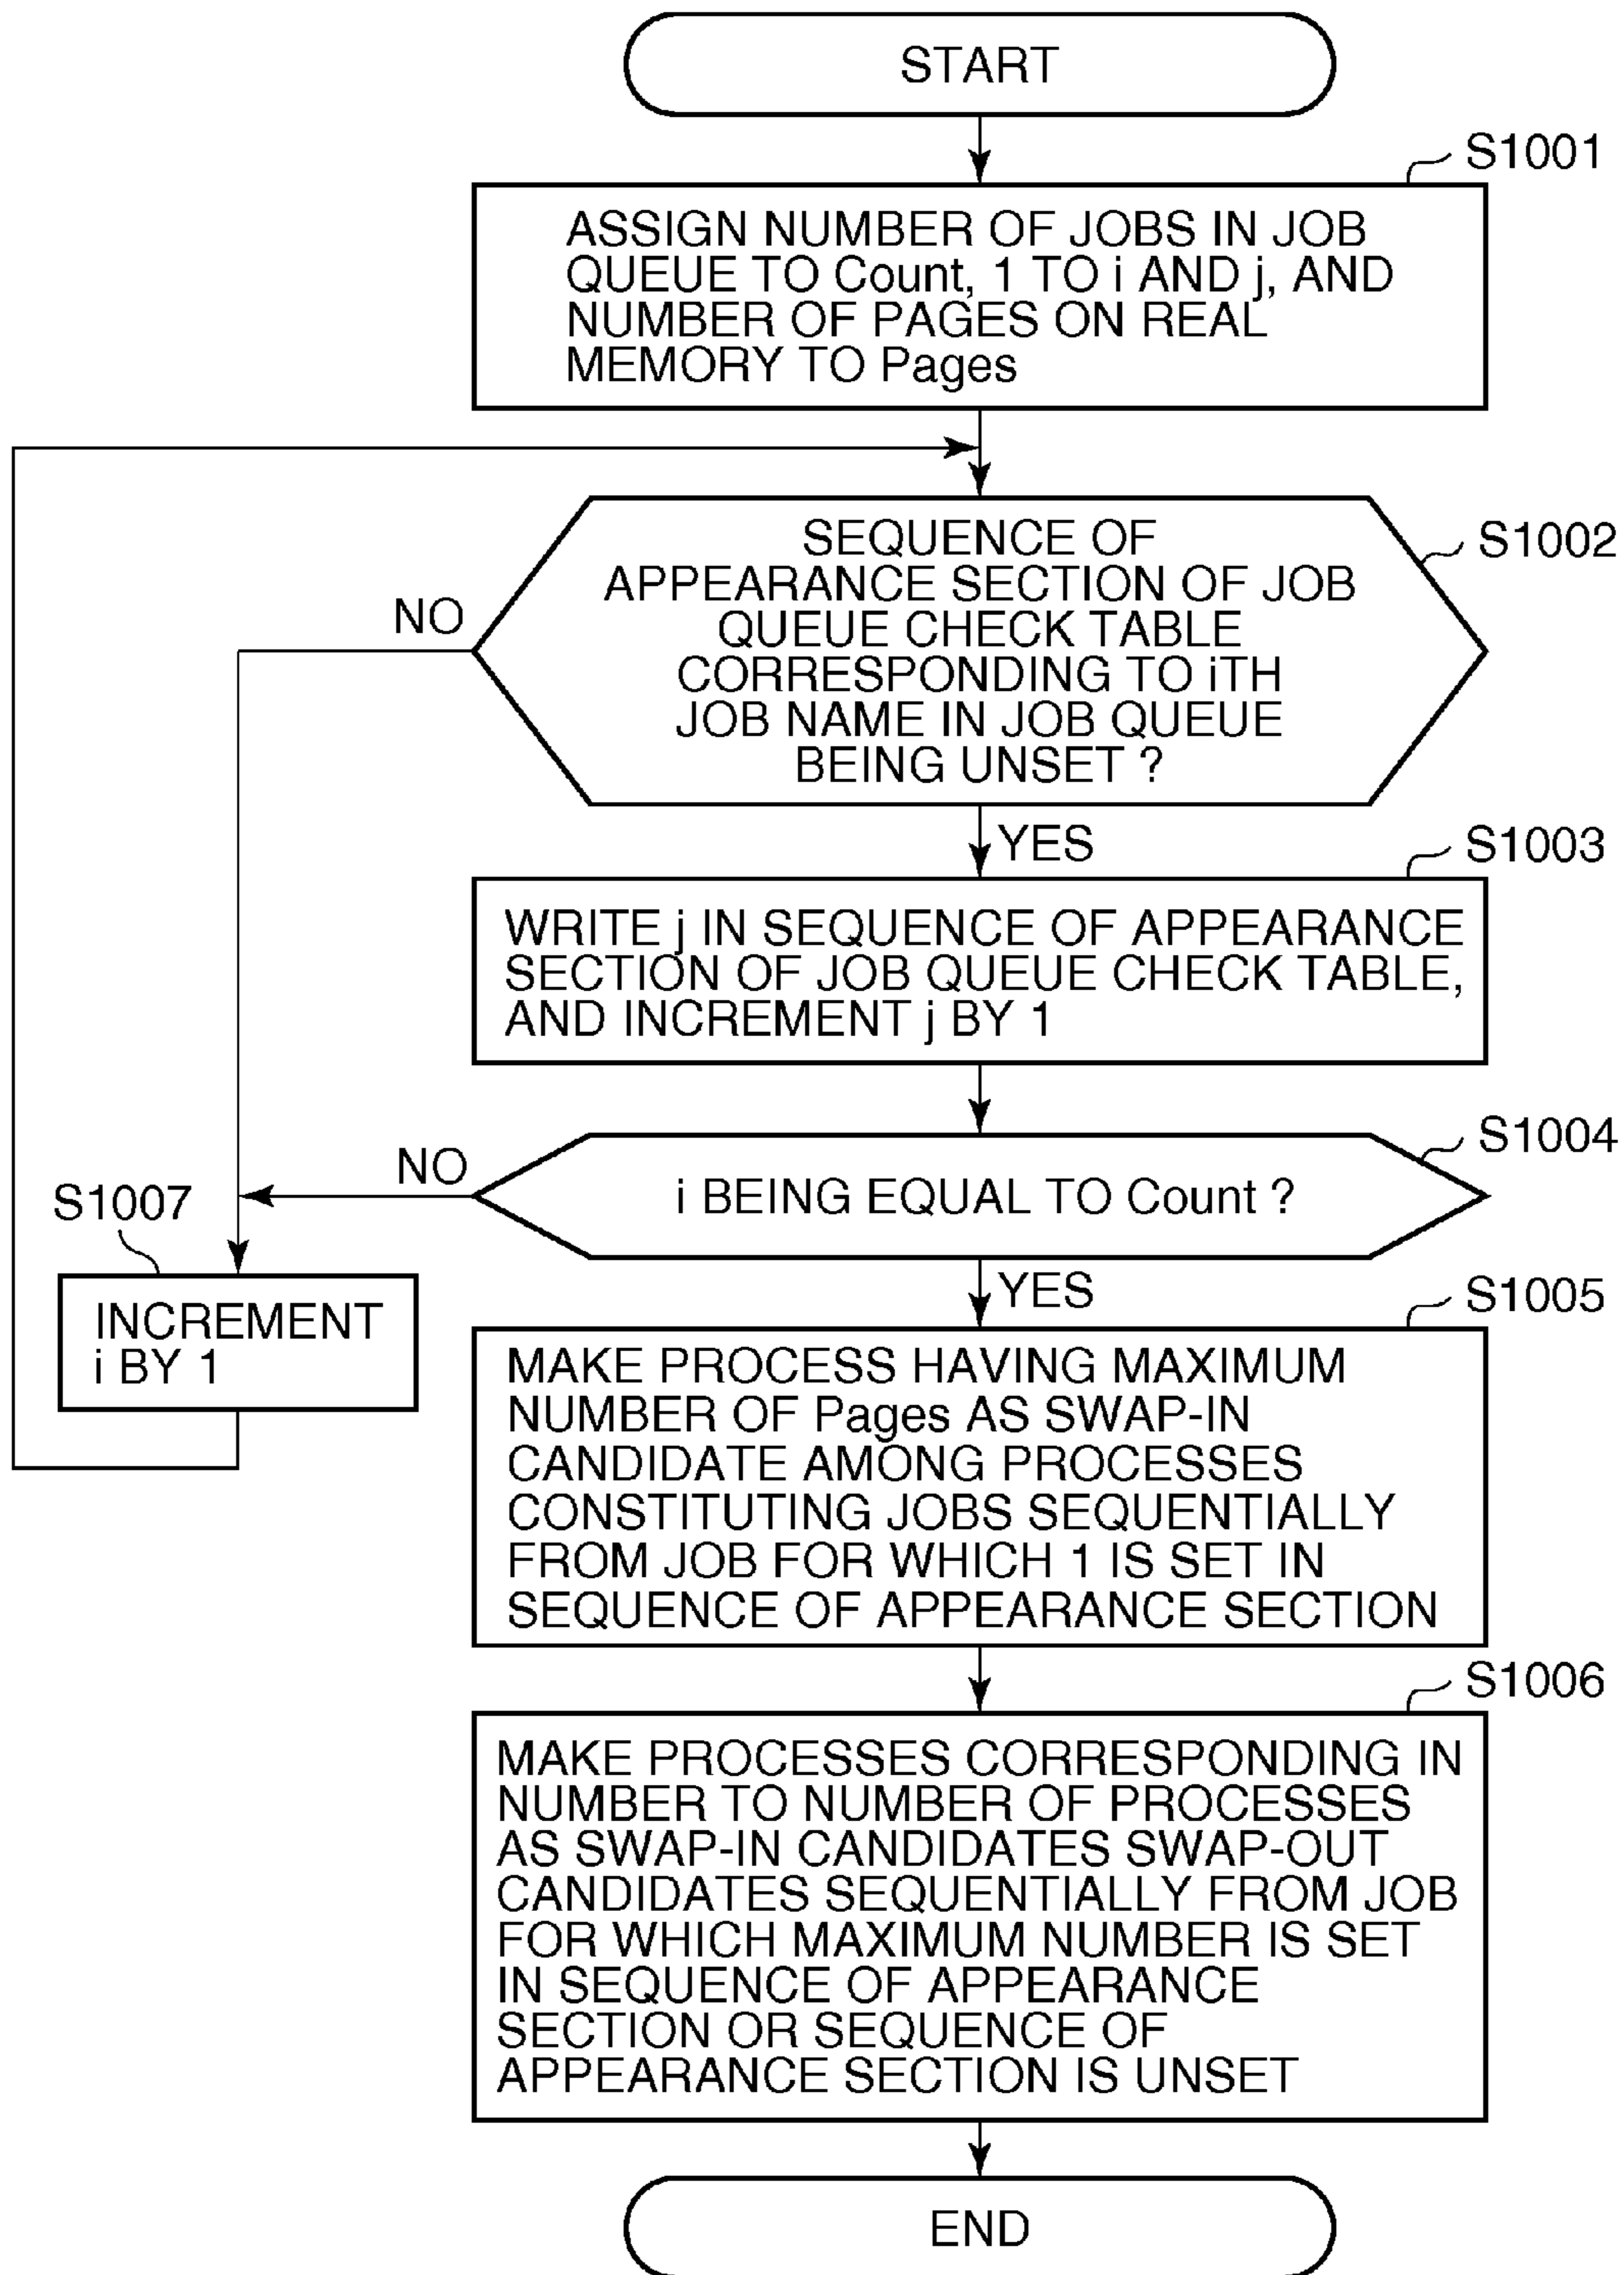 START
S1001
ASSIGN NUMBER OF JOBS IN JOB
QUEUE TO Count, 1 TO i AND j, AND
NUMBER OF PAGES ON REAL
MEMORY TO Pages
S1002
SEQUENCE OF
APPEARANCE SECTION OF JOB
QUEUE CHECK TABLE
CORRESPONDING TO iTH
JOB NAME IN JOB QUEUE
BEING UNSET ?
NO
YES
S1003
WRITE j IN SEQUENCE OF APPEARANCE
SECTION OF JOB QUEUE CHECK TABLE,
AND INCREMENT j BY 1
S1004
i BEING EQUAL TO Count ?
NO
S1007
INCREMENT
i BY 1
YES
S1005
MAKE PROCESS HAVING MAXIMUM
NUMBER OF Pages AS SWAP-IN
CANDIDATE AMONG PROCESSES
CONSTITUTING JOBS SEQUENTIALLY
FROM JOB FOR WHICH 1 IS SET IN
SEQUENCE OF APPEARANCE SECTION
S1006
MAKE PROCESSES CORRESPONDING IN
NUMBER TO NUMBER OF PROCESSES
AS SWAP-IN CANDIDATES SWAP-OUT
CANDIDATES SEQUENTIALLY FROM JOB
FOR WHICH MAXIMUM NUMBER IS SET
IN SEQUENCE OF APPEARANCE
SECTION OR SEQUENCE OF
APPEARANCE SECTION IS UNSET
END